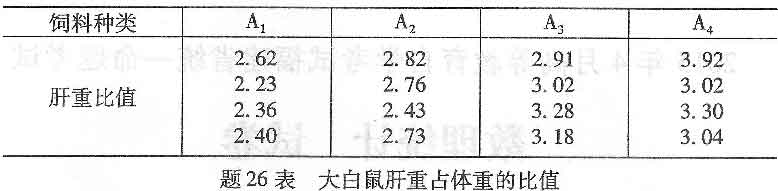 饲料种类 A₁ A₂ A₃ A₄
2.62 2.82 2.91 3.92
2.23 2.76 3.02 3.02
肝重比值
2.36 2.43 3.28 3.30
2.40 2.73 3.18 3.04
题26表 大白鼠肝重占体重的比值